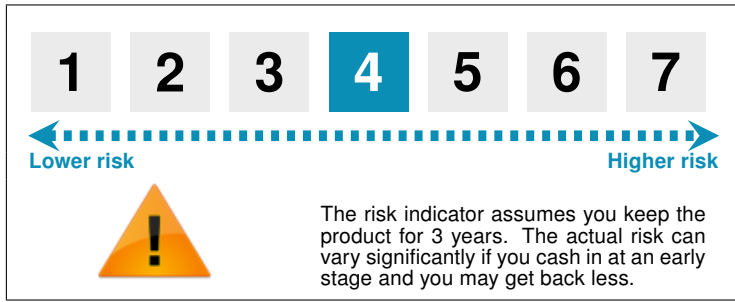 1 2 3 4 5 6 7
Lower risk Higher risk
!
The risk indicator assumes you keep the
product for 3 years. The actual risk can
vary significantly if you cash in at an early
stage and you may get back less.